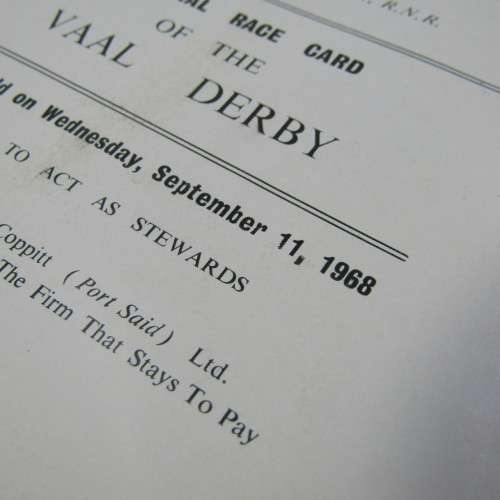 R.N.R.
RACE CARD
OF THE
VAAL DERBY
on Wednesday, September 11, 1968
TO ACT AS STEWARDS
Coppitt (Port Said) Ltd.
The Firm That Stays To Pay